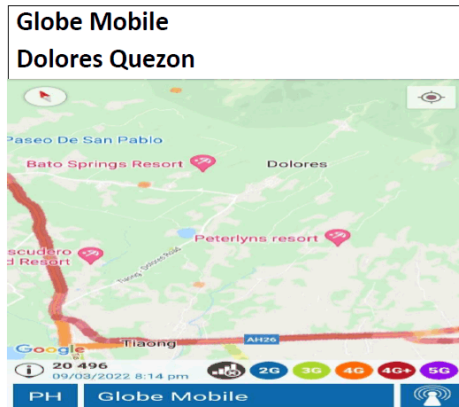 Globe Mobile
Dolores Quezon
Paseo De San Pablo
Bato Springs Resort
Dolores
Peterlyns resort
scudero
d Resort
Tiaong
AH26
Google
20 496
09/03/2022 8:14 pm
2G 3G 4G 4G+ 5G
PH Globe Mobile